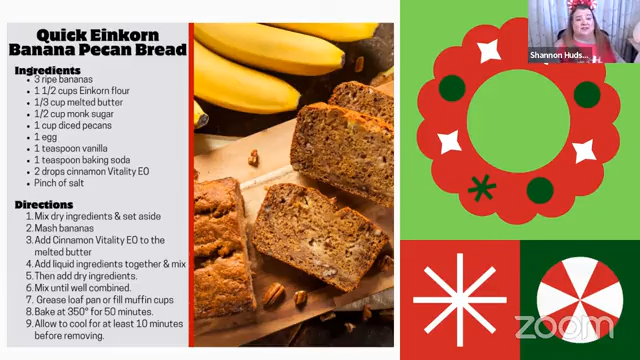 Quick Einkorn
Banana Pecan Bread
Ingredients
• 3 ripe bananas
• 1 1/2 cups Einkorn flour
• 1/3 cup melted butter
• 1/2 cup monk sugar
• 1 cup diced pecans
• 1 egg
• 1 teaspoon vanilla
• 1 teaspoon baking soda
• 2 drops cinnamon Vitality EO
• Pinch of salt
Directions
1. Mix dry ingredients & set aside
2. Mash bananas
3. Add Cinnamon Vitality EO to the
melted butter
4. Add liquid ingredients together & mix
5. Then add dry ingredients.
6. Mix until well combined.
7. Grease loaf pan or fill muffin cups
8. Bake at 350° for 50 minutes.
9. Allow to cool for at least 10 minutes
before removing.
Shannon Huds...
zoom